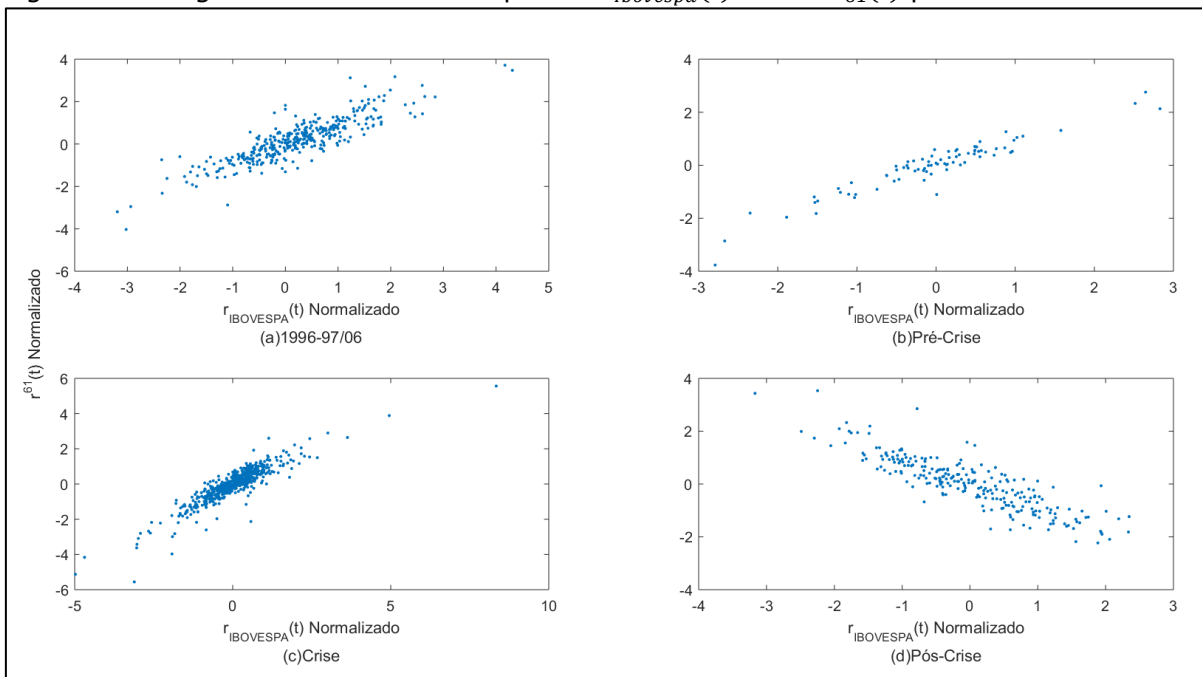 4
2
0
-2
-4
-6
-4 -3 -2 -1 0 1 2 3 4 5
r_IBOVESPA(t) Normalizado
(a)1996-97/06
4
2
0
-2
-4
-3 -2 -1 0 1 2 3
r_IBOVESPA(t) Normalizado
(b)Pré-Crise
r^61(t) Normalizado
6
4
2
0
-2
-4
-6
-5 0 5 10
r_IBOVESPA(t) Normalizado
(c)Crise
4
2
0
-2
-4
-4 -3 -2 -1 0 1 2 3
r_IBOVESPA(t) Normalizado
(d)Pós-Crise